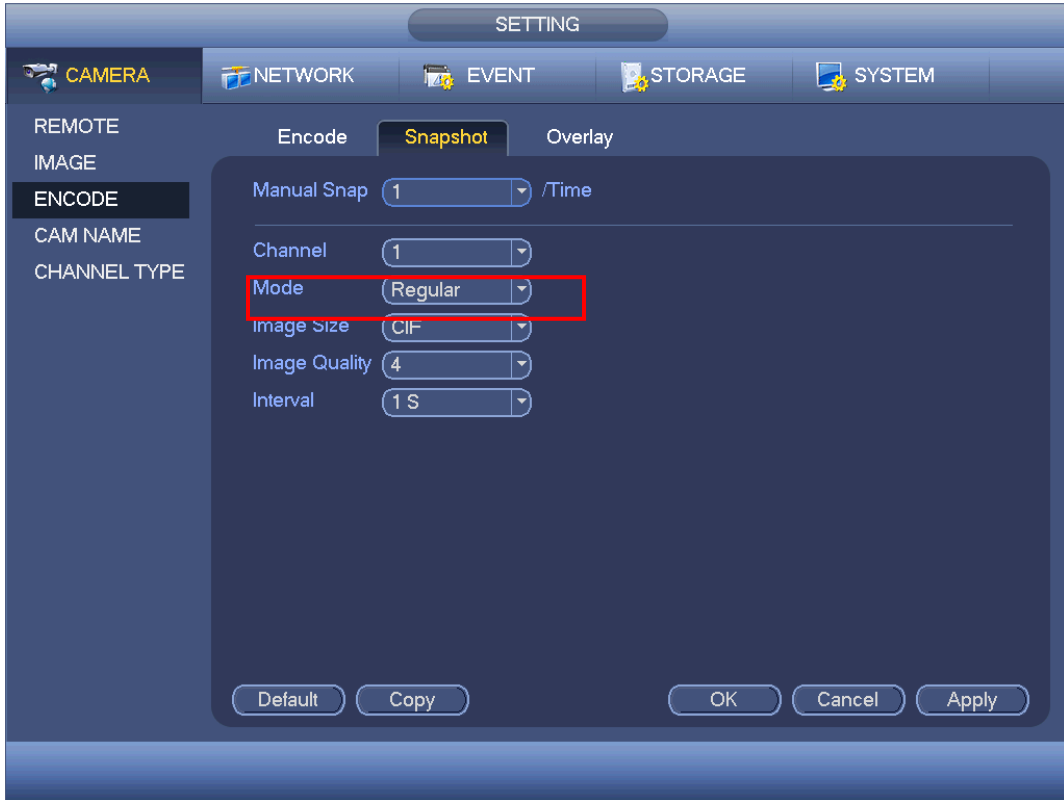 SETTING
CAMERA NETWORK EVENT STORAGE SYSTEM
REMOTE
IMAGE
ENCODE
CAM NAME
CHANNEL TYPE
Encode Snapshot Overlay
Manual Snap 1 /Time
Channel 1
Mode Regular
Image Size CIF
Image Quality 4
Interval 1 S
Default Copy OK Cancel Apply